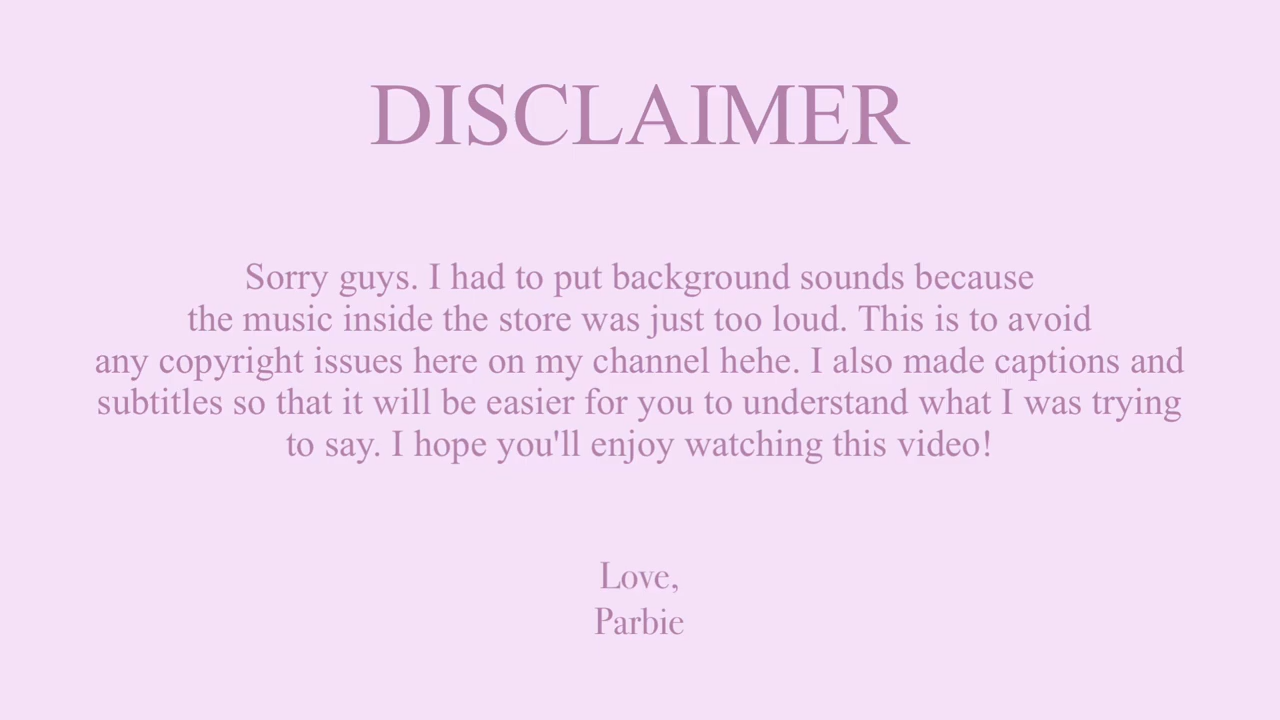 DISCLAIMER
Sorry guys. I had to put background sounds because
the music inside the store was just too loud. This is to avoid
any copyright issues here on my channel hehe. I also made captions and
subtitles so that it will be easier for you to understand what I was trying
to say. I hope you'll enjoy watching this video!
Love,
Parbie